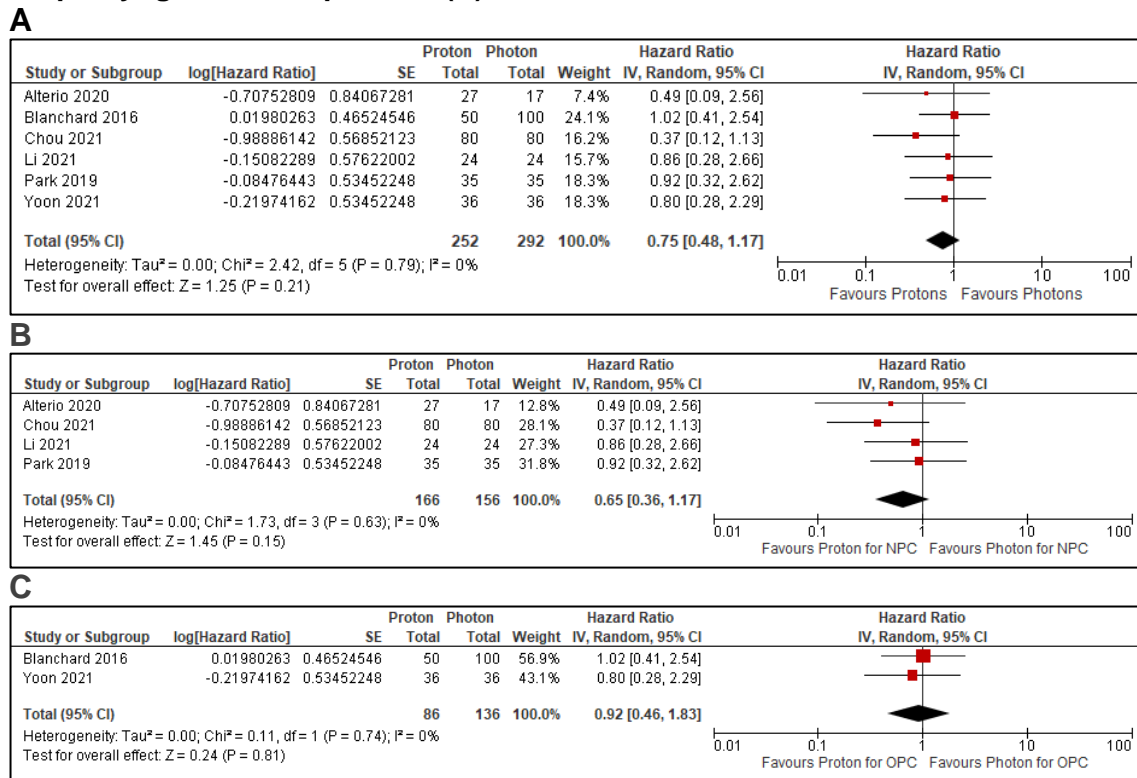 A
Proton Photon Hazard Ratio Hazard Ratio
Study or Subgroup log[Hazard Ratio] SE Total Total Weight IV, Random, 95% CI IV, Random, 95% CI
Alterio 2020 -0.70752809 0.84067281 27 17 7.4% 0.49 [0.09, 2.56]
Blanchard 2016 0.01980263 0.46524546 50 100 24.1% 1.02 [0.41, 2.54]
Chou 2021 -0.98886142 0.56852123 80 80 16.2% 0.37 [0.12, 1.13]
Li 2021 -0.15082289 0.57622002 24 24 15.7% 0.86 [0.28, 2.66]
Park 2019 -0.08476443 0.53452248 35 35 18.3% 0.92 [0.32, 2.62]
Yoon 2021 -0.21974162 0.53452248 36 36 18.3% 0.80 [0.28, 2.29]
Total (95% CI) 252 292 100.0% 0.75 [0.48, 1.17]
Heterogeneity: Tau² = 0.00; Chi² = 2.42, df = 5 (P = 0.79); I² = 0%
Test for overall effect: Z = 1.25 (P = 0.21)
0.01 0.1 1 10 100
Favours Protons Favours Photons
B
Proton Photon Hazard Ratio Hazard Ratio
Study or Subgroup log[Hazard Ratio] SE Total Total Weight IV, Random, 95% CI IV, Random, 95% CI
Alterio 2020 -0.70752809 0.84067281 27 17 12.8% 0.49 [0.09, 2.56]
Chou 2021 -0.98886142 0.56852123 80 80 28.1% 0.37 [0.12, 1.13]
Li 2021 -0.15082289 0.57622002 24 24 27.3% 0.86 [0.28, 2.66]
Park 2019 -0.08476443 0.53452248 35 35 31.8% 0.92 [0.32, 2.62]
Total (95% CI) 166 156 100.0% 0.65 [0.36, 1.17]
Heterogeneity: Tau² = 0.00; Chi² = 1.73, df = 3 (P = 0.63); I² = 0%
Test for overall effect: Z = 1.45 (P = 0.15)
0.01 0.1 1 10 100
Favours Proton for NPC Favours Photon for NPC
C
Proton Photon Hazard Ratio Hazard Ratio
Study or Subgroup log[Hazard Ratio] SE Total Total Weight IV, Random, 95% CI IV, Random, 95% CI
Blanchard 2016 0.01980263 0.46524546 50 100 56.9% 1.02 [0.41, 2.54]
Yoon 2021 -0.21974162 0.53452248 36 36 43.1% 0.80 [0.28, 2.29]
Total (95% CI) 86 136 100.0% 0.92 [0.46, 1.83]
Heterogeneity: Tau² = 0.00; Chi² = 0.11, df = 1 (P = 0.74); I² = 0%
Test for overall effect: Z = 0.24 (P = 0.81)
0.01 0.1 1 10 100
Favours Proton for OPC Favours Photon for OPC